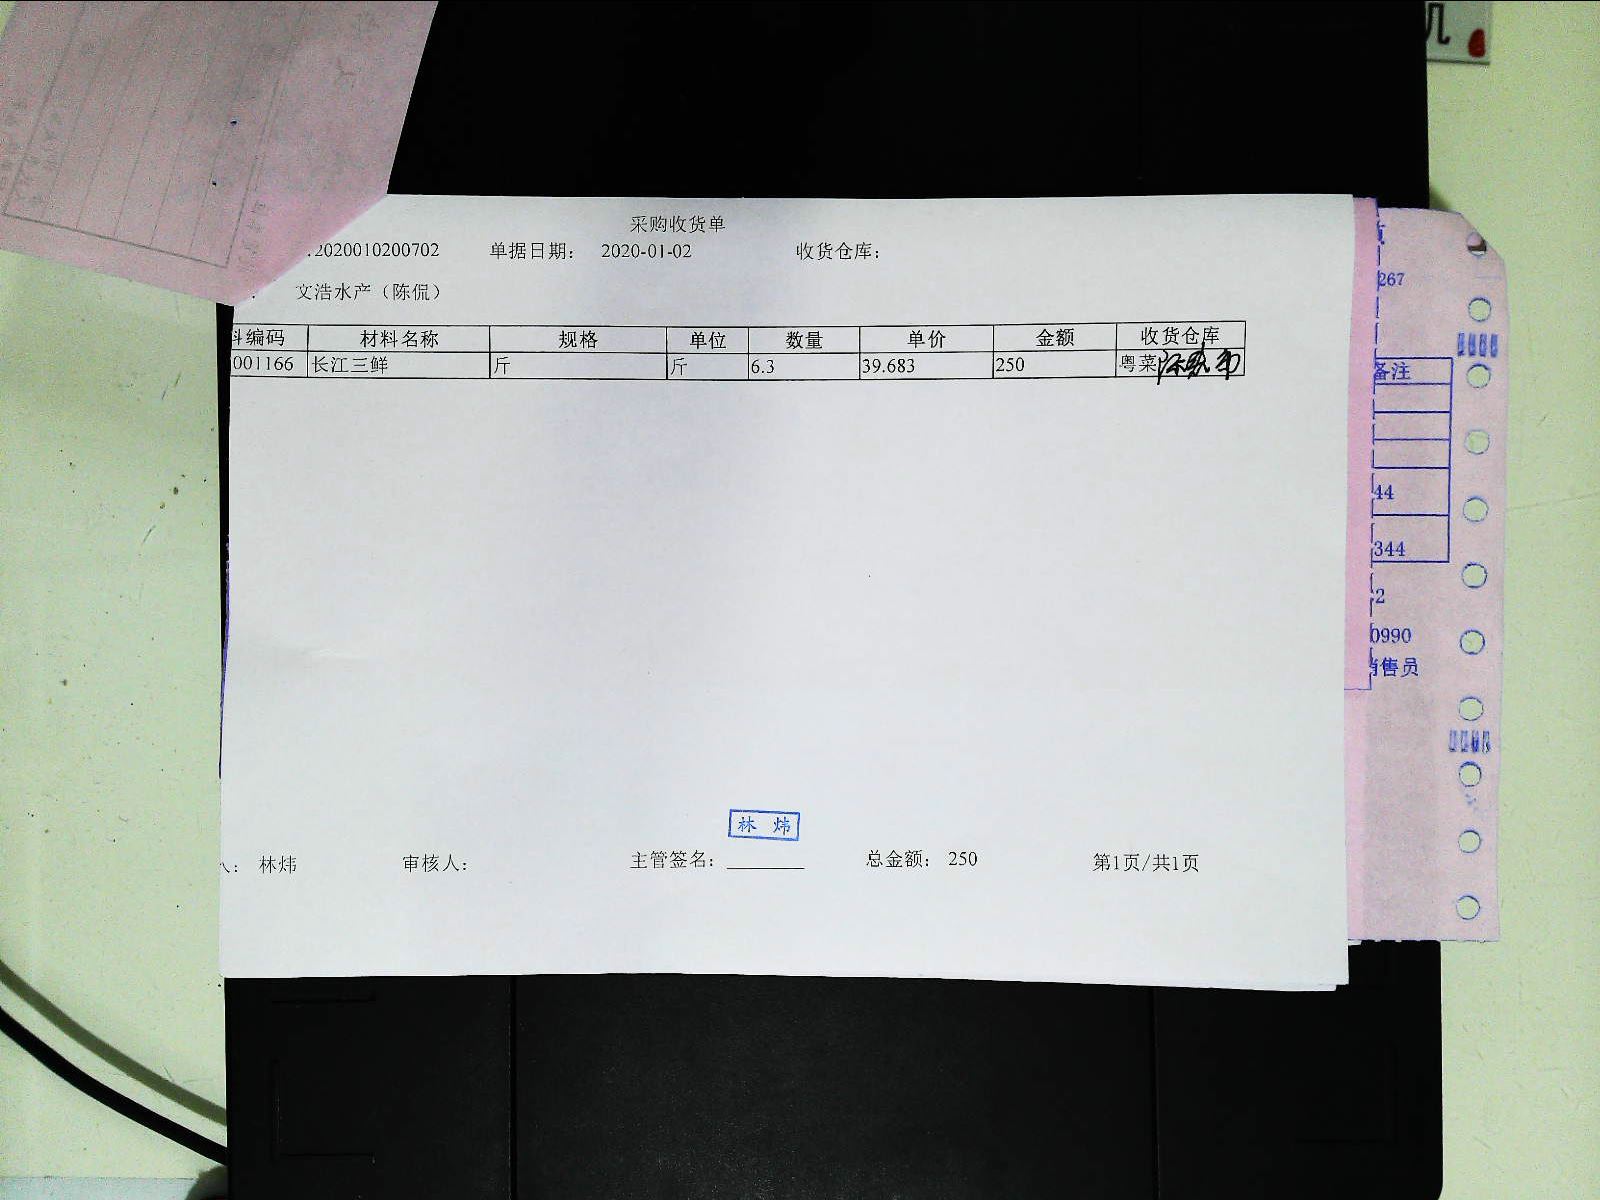 采购收货单
.2020010200702 单据日期： 2020-01-02 收货仓库：
文浩水产（陈侃）
料编码 材料名称 规格 单位 数量 单价 金额 收货仓库
001166 长江三鲜 斤 斤 6.3 39.683 250 粤菜
林 炜
人： 林炜 审核人： 主管签名： 总金额： 250 第1页/共1页
267
备注
44
344
2
0990
销售员